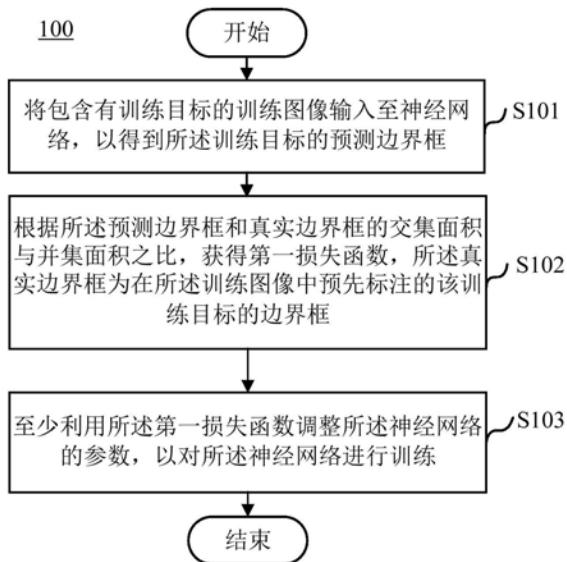 100
开始
将包含有训练目标的训练图像输入至神经网
络，以得到所述训练目标的预测边界框
S101
根据所述预测边界框和真实边界框的交集面积
与并集面积之比，获得第一损失函数，所述真
实边界框为在所述训练图像中预先标注的该训
练目标的边界框
S102
至少利用所述第一损失函数调整所述神经网络
的参数，以对所述神经网络进行训练
S103
结束